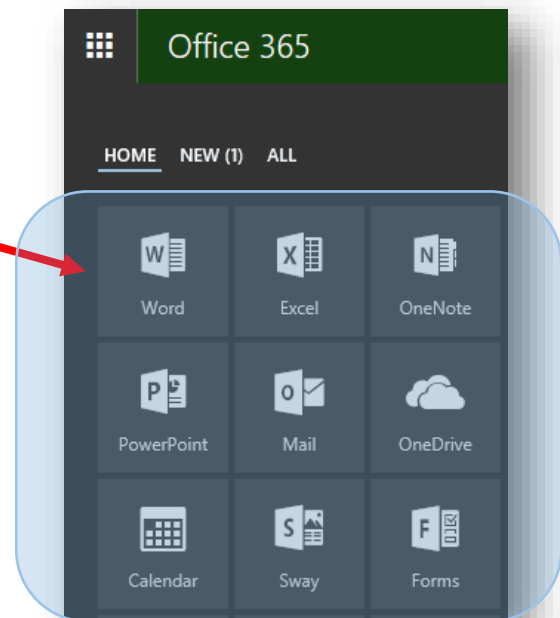 Office 365
HOME NEW (1) ALL
W X N
Word Excel OneNote
P O
PowerPoint Mail OneDrive
S F
Calendar Sway Forms